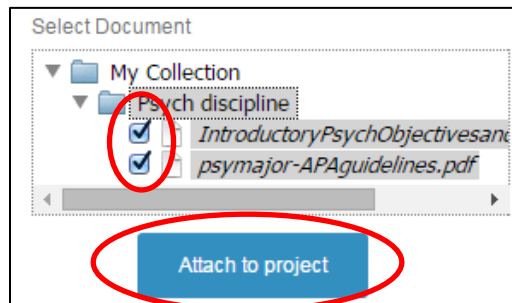 Select Document
My Collection
Psych discipline
IntroductoryPsychObjectivesand
psymajor-APAguidelines.pdf
Attach to project